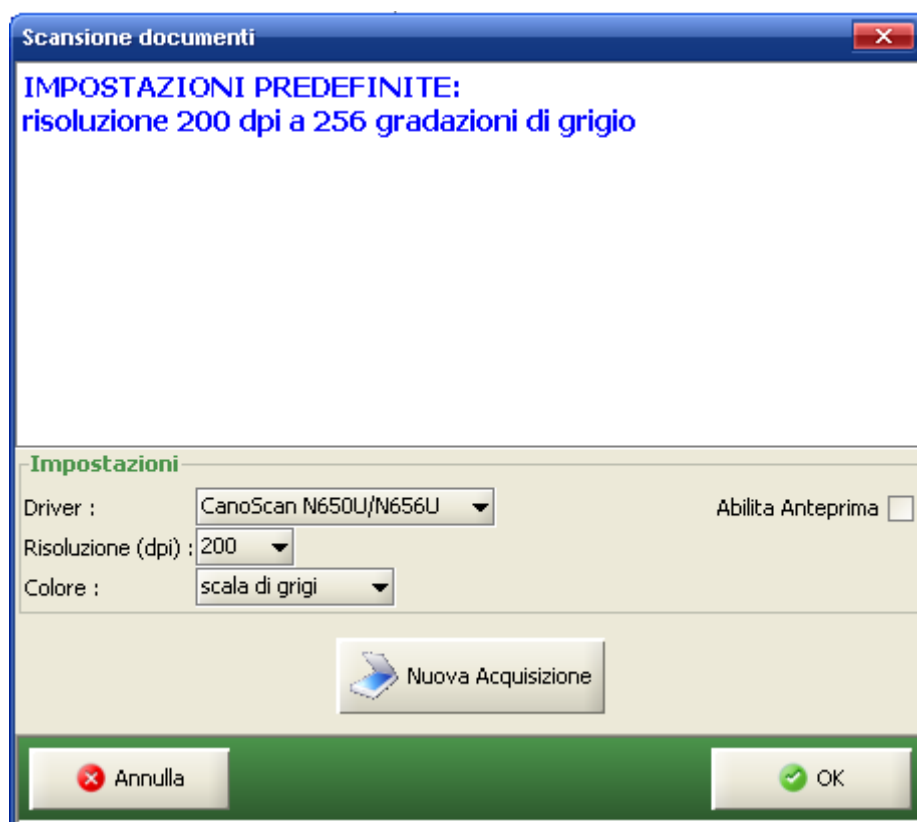 Scansione documenti
IMPOSTAZIONI PREDEFINITE:
risoluzione 200 dpi a 256 gradazioni di grigio
Impostazioni
Driver : CanoScan N650U/N656U Abilita Anteprima
Risoluzione (dpi) : 200
Colore : scala di grigi
Nuova Acquisizione
Annulla OK